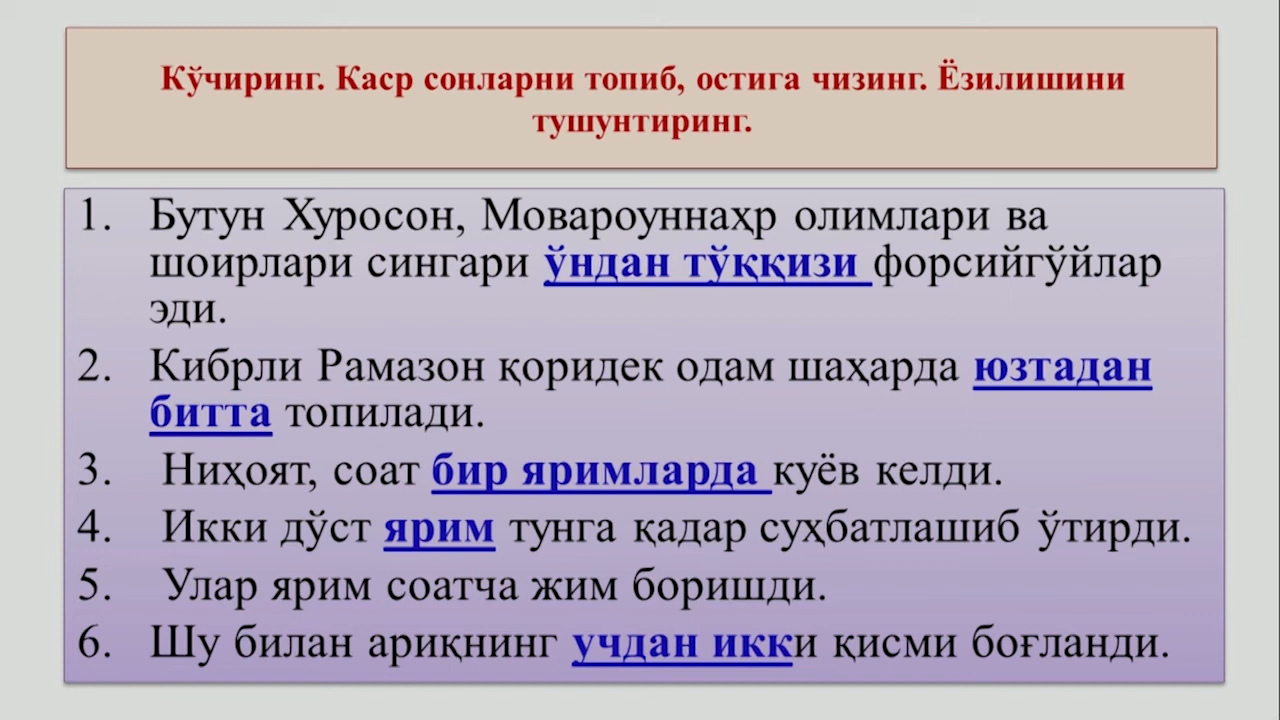 Кўчиринг. Каср сонларни топиб, остига чизинг. Ёзилишини
тушунтиринг.
1. Бутун Хуросон, Мовароуннаҳр олимлари ва
шоирлари сингари ўндан тўққизи форсийгўйлар
эди.
2. Кибрли Рамазон қоридек одам шаҳарда юзтадан
битта топилади.
3. Ниҳоят, соат бир яримларда куёв келди.
4. Икки дўст ярим тунга қадар суҳбатлашиб ўтирди.
5. Улар ярим соатча жим боришди.
6. Шу билан ариқнинг учдан икки қисми боғланди.